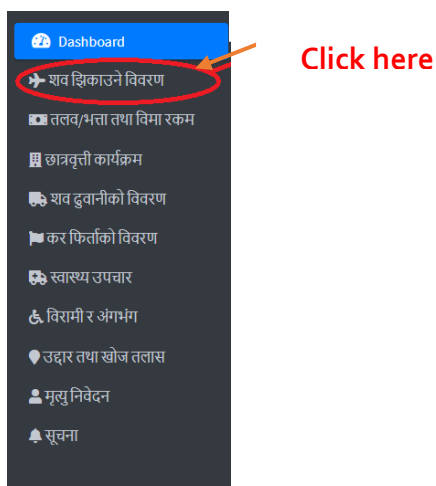 Dashboard
Click here
शव झिकाउने विवरण
तलव/भत्ता तथा विमा रकम
छात्रवृत्ती कार्यक्रम
शव ढुवानीको विवरण
कर फिर्ताको विवरण
स्वास्थ्य उपचार
विरामी र अंगभंग
उद्दार तथा खोज तलास
मृत्यु निवेदन
सूचना